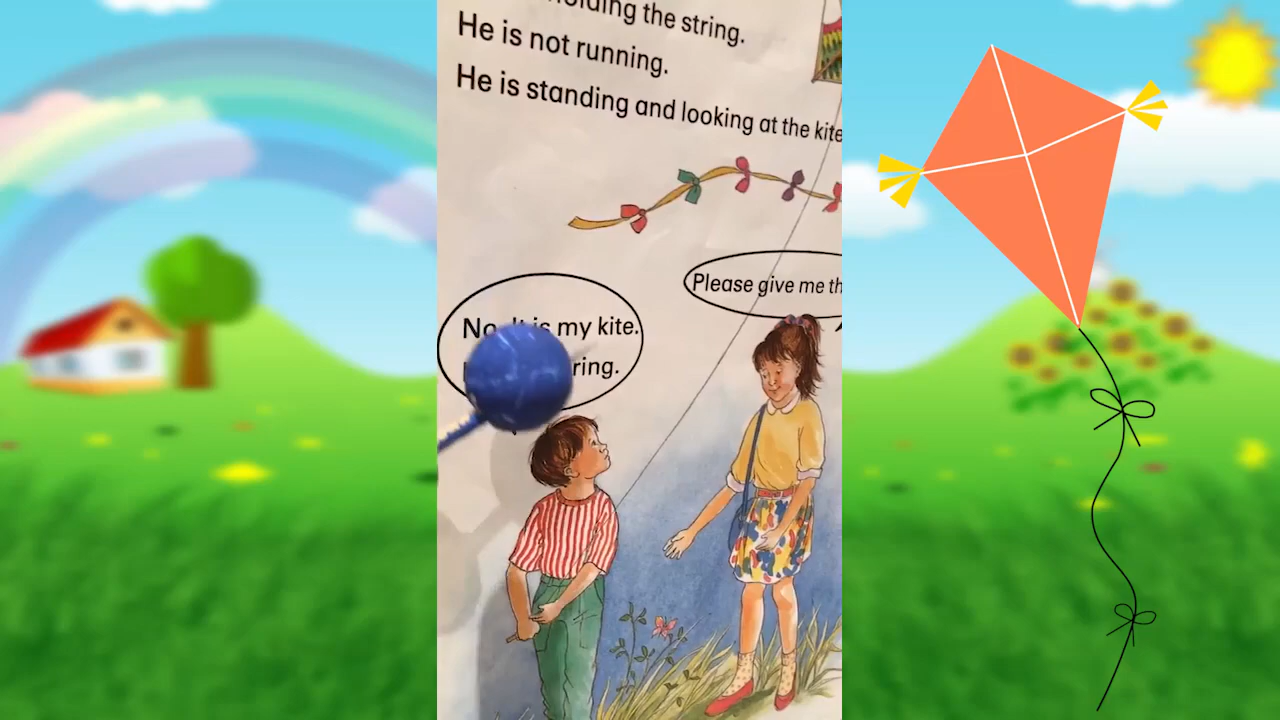 holding the string.
He is not running.
He is standing and looking at the kite
Please give me th
No. It is my kite.
ring.